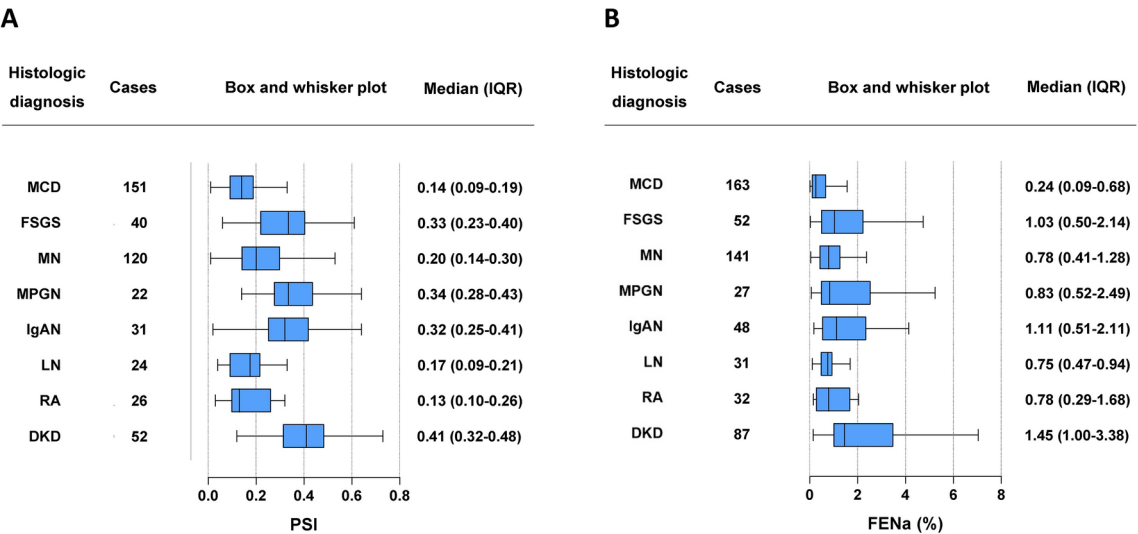 A
Histologic diagnosis Cases Box and whisker plot Median (IQR)
MCD 151 0.14 (0.09-0.19)
FSGS 40 0.33 (0.23-0.40)
MN 120 0.20 (0.14-0.30)
MPGN 22 0.34 (0.28-0.43)
IgAN 31 0.32 (0.25-0.41)
LN 24 0.17 (0.09-0.21)
RA 26 0.13 (0.10-0.26)
DKD 52 0.41 (0.32-0.48)
0.0 0.2 0.4 0.6 0.8
PSI
B
Histologic diagnosis Cases Box and whisker plot Median (IQR)
MCD 163 0.24 (0.09-0.68)
FSGS 52 1.03 (0.50-2.14)
MN 141 0.78 (0.41-1.28)
MPGN 27 0.83 (0.52-2.49)
IgAN 48 1.11 (0.51-2.11)
LN 31 0.75 (0.47-0.94)
RA 32 0.78 (0.29-1.68)
DKD 87 1.45 (1.00-3.38)
0 2 4 6 8
FENa (%)